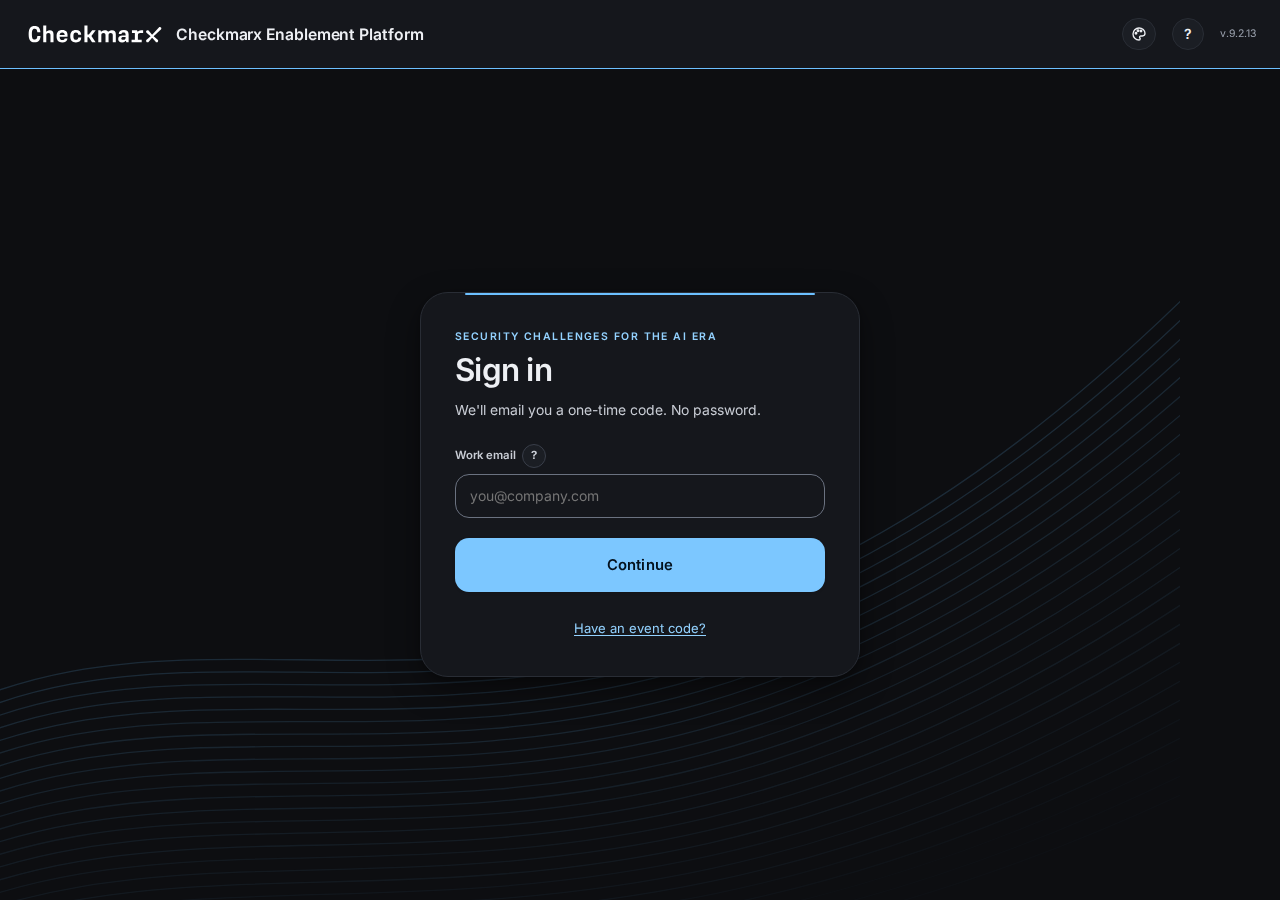 Checkmarx Checkmarx Enablement Platform
? v.9.2.13
SECURITY CHALLENGES FOR THE AI ERA
Sign in
We'll email you a one-time code. No password.
Work email ?
you@company.com
Continue
Have an event code?